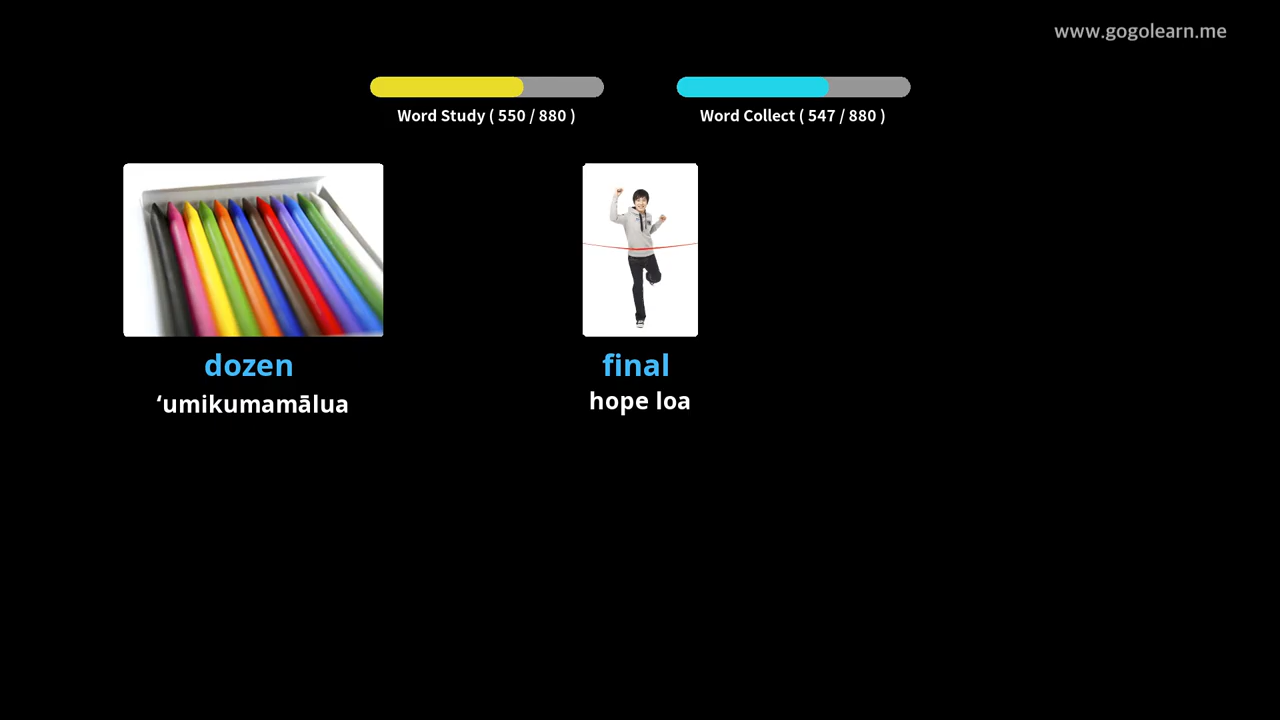 www.gogolearn.me
Word Study ( 550 / 880 )
Word Collect ( 547 / 880 )
dozen
ʻumikumamālua
final
hope loa